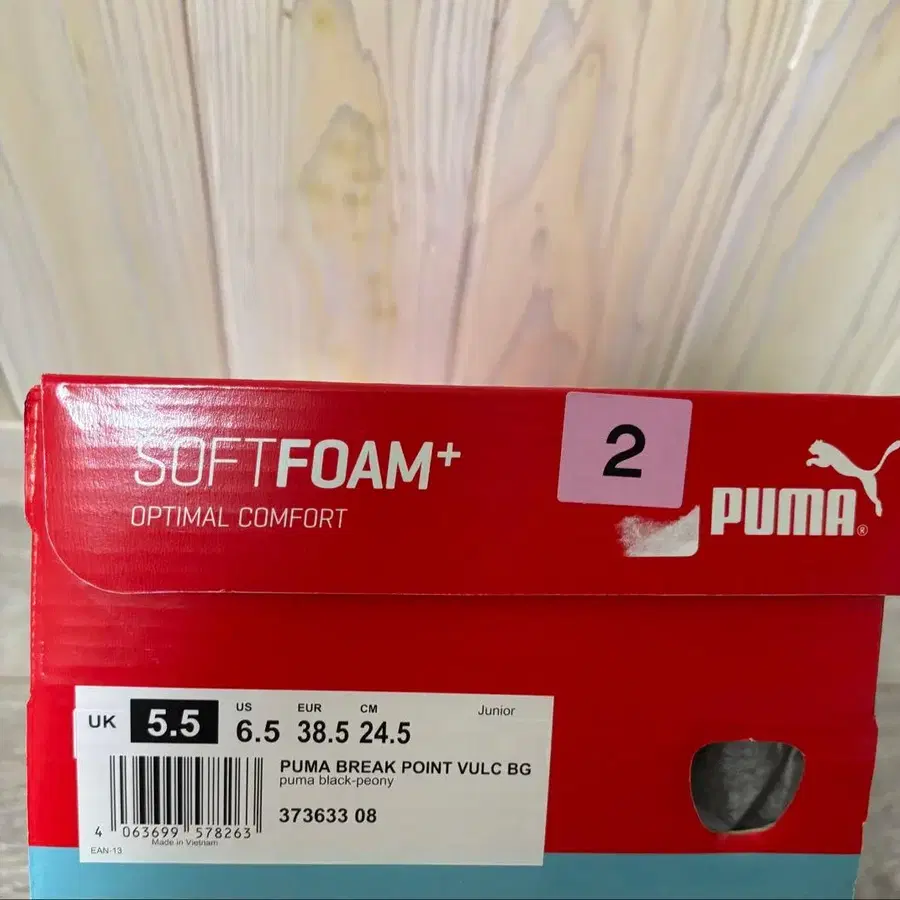 SOFTFOAM+
OPTIMAL COMFORT
2
PUMA®
UK 5.5 US 6.5 EUR 38.5 CM 24.5 Junior
PUMA BREAK POINT VULC BG
puma black-peony
373633 08
4 063699 578263
Made in Vietnam
EAN-13